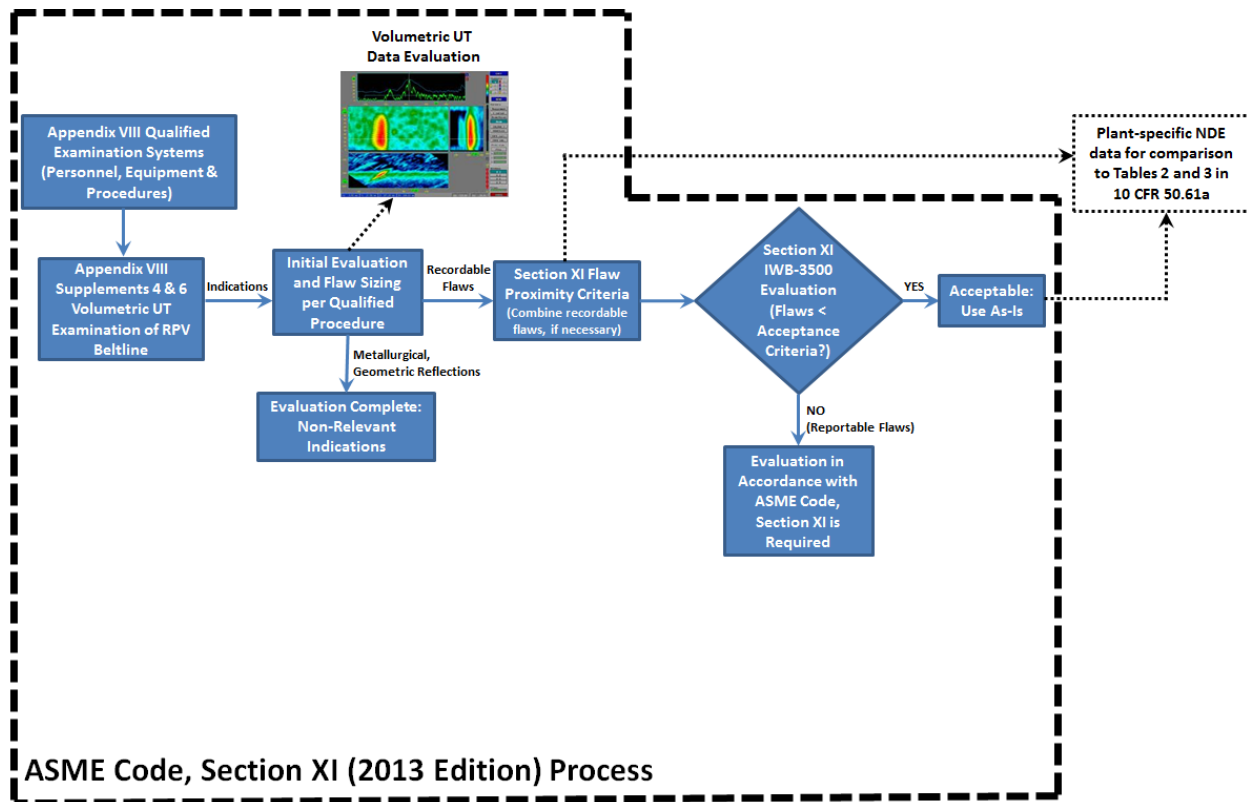 Volumetric UT
Data Evaluation
Appendix VIII Qualified
Examination Systems
(Personnel, Equipment &
Procedures)
Plant-specific NDE
data for comparison
to Tables 2 and 3 in
10 CFR 50.61a
Appendix VIII
Supplements 4 & 6
Volumetric UT
Examination of RPV
Beltline
Indications
Initial Evaluation
and Flaw Sizing
per Qualified
Procedure
Recordable
Flaws
Section XI Flaw
Proximity Criteria
(Combine recordable
flaws, if necessary)
Section XI
IWB-3500
Evaluation
(Flaws <
Acceptance
Criteria?)
YES
Acceptable:
Use As-Is
Metallurgical,
Geometric Reflections
Evaluation Complete:
Non-Relevant
Indications
NO
(Reportable Flaws)
Evaluation in
Accordance with
ASME Code,
Section XI is
Required
ASME Code, Section XI (2013 Edition) Process